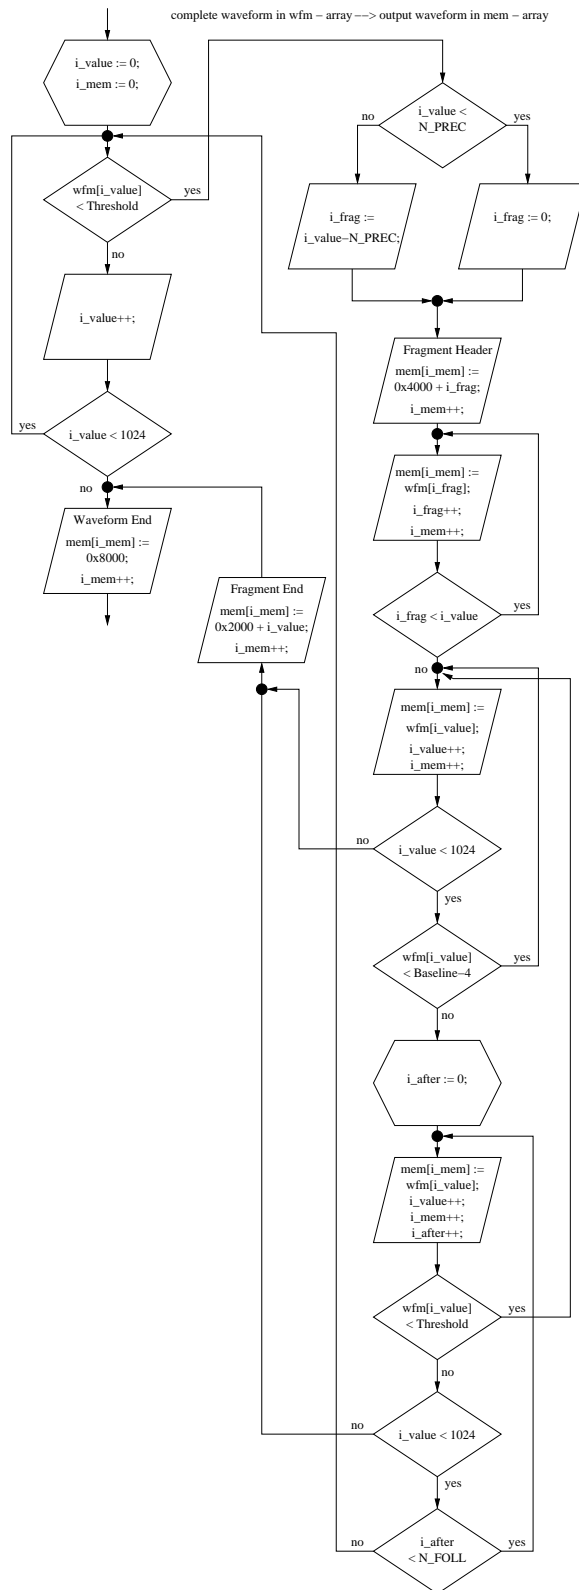 complete waveform in wfm − array −−> output waveform in mem − array
i_value := 0;
i_mem := 0;
wfm[i_value]
< Threshold
yes
no
i_value++;
yes
i_value < 1024
no
Waveform End
mem[i_mem] :=
0x8000;
i_mem++;
Fragment End
mem[i_mem] :=
0x2000 + i_value;
i_mem++;
no
i_value <
N_PREC
yes
i_frag :=
i_value−N_PREC;
i_frag := 0;
Fragment Header
mem[i_mem] :=
0x4000 + i_frag;
i_mem++;
mem[i_mem] :=
wfm[i_frag];
i_frag++;
i_mem++;
i_frag < i_value
yes
no
mem[i_mem] :=
wfm[i_value];
i_value++;
i_mem++;
no
i_value < 1024
yes
wfm[i_value]
< Baseline−4
yes
no
i_after := 0;
mem[i_mem] :=
wfm[i_value];
i_value++;
i_mem++;
i_after++;
wfm[i_value]
< Threshold
yes
no
no
i_value < 1024
yes
no
i_after
< N_FOLL
yes